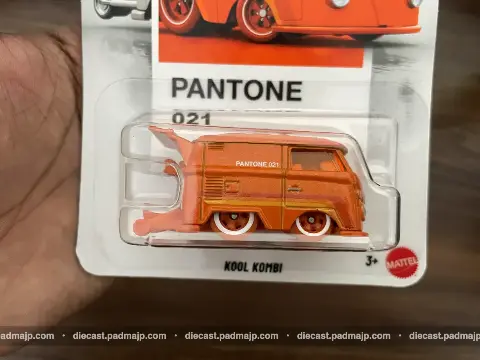 PANTONE
021
PANTONE 021
KOOL KOMBI
3+
MATTEL
diecast.padmajp.com · diecast.padmajp.com · diecast.padmajp.com · diecast.padmajp.com